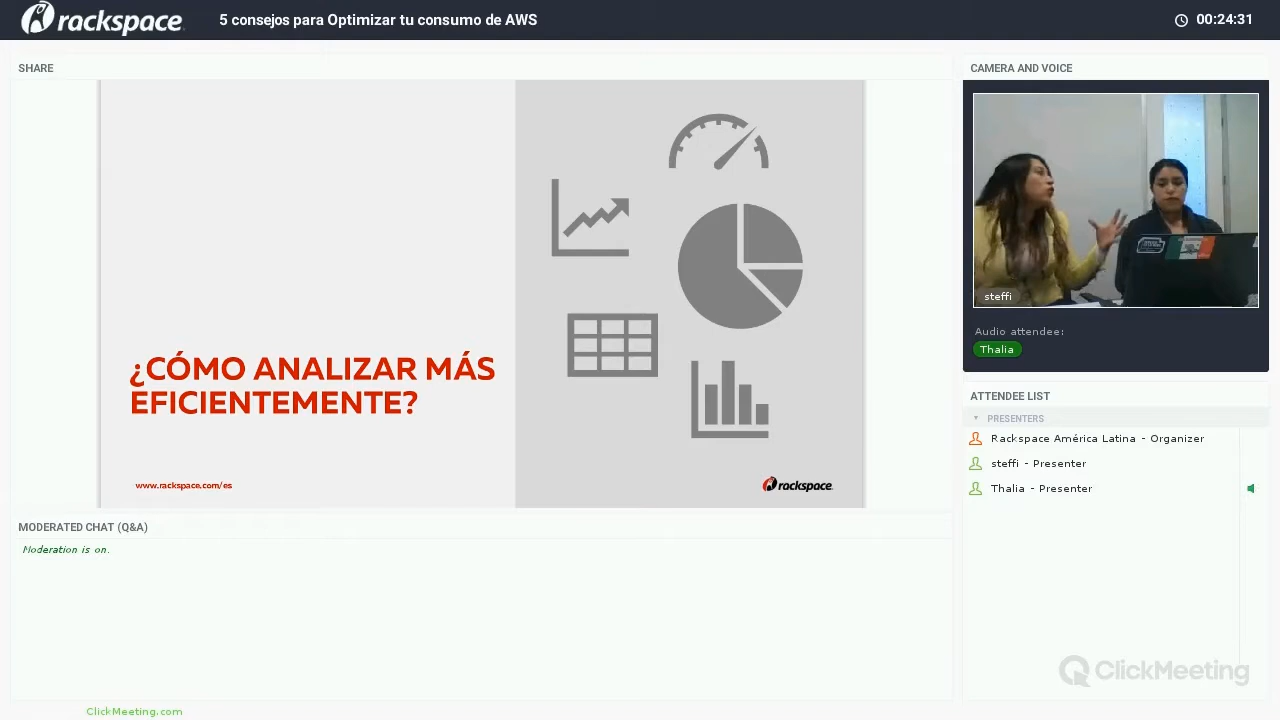 rackspace
5 consejos para Optimizar tu consumo de AWS
00:24:31
SHARE
¿CÓMO ANALIZAR MÁS
EFICIENTEMENTE?
www.rackspace.com/es
rackspace
CAMERA AND VOICE
steffi
Audio attendee:
Thalia
ATTENDEE LIST
PRESENTERS
Rackspace América Latina - Organizer
steffi - Presenter
Thalia - Presenter
MODERATED CHAT (Q&A)
Moderation is on.
ClickMeeting
ClickMeeting.com